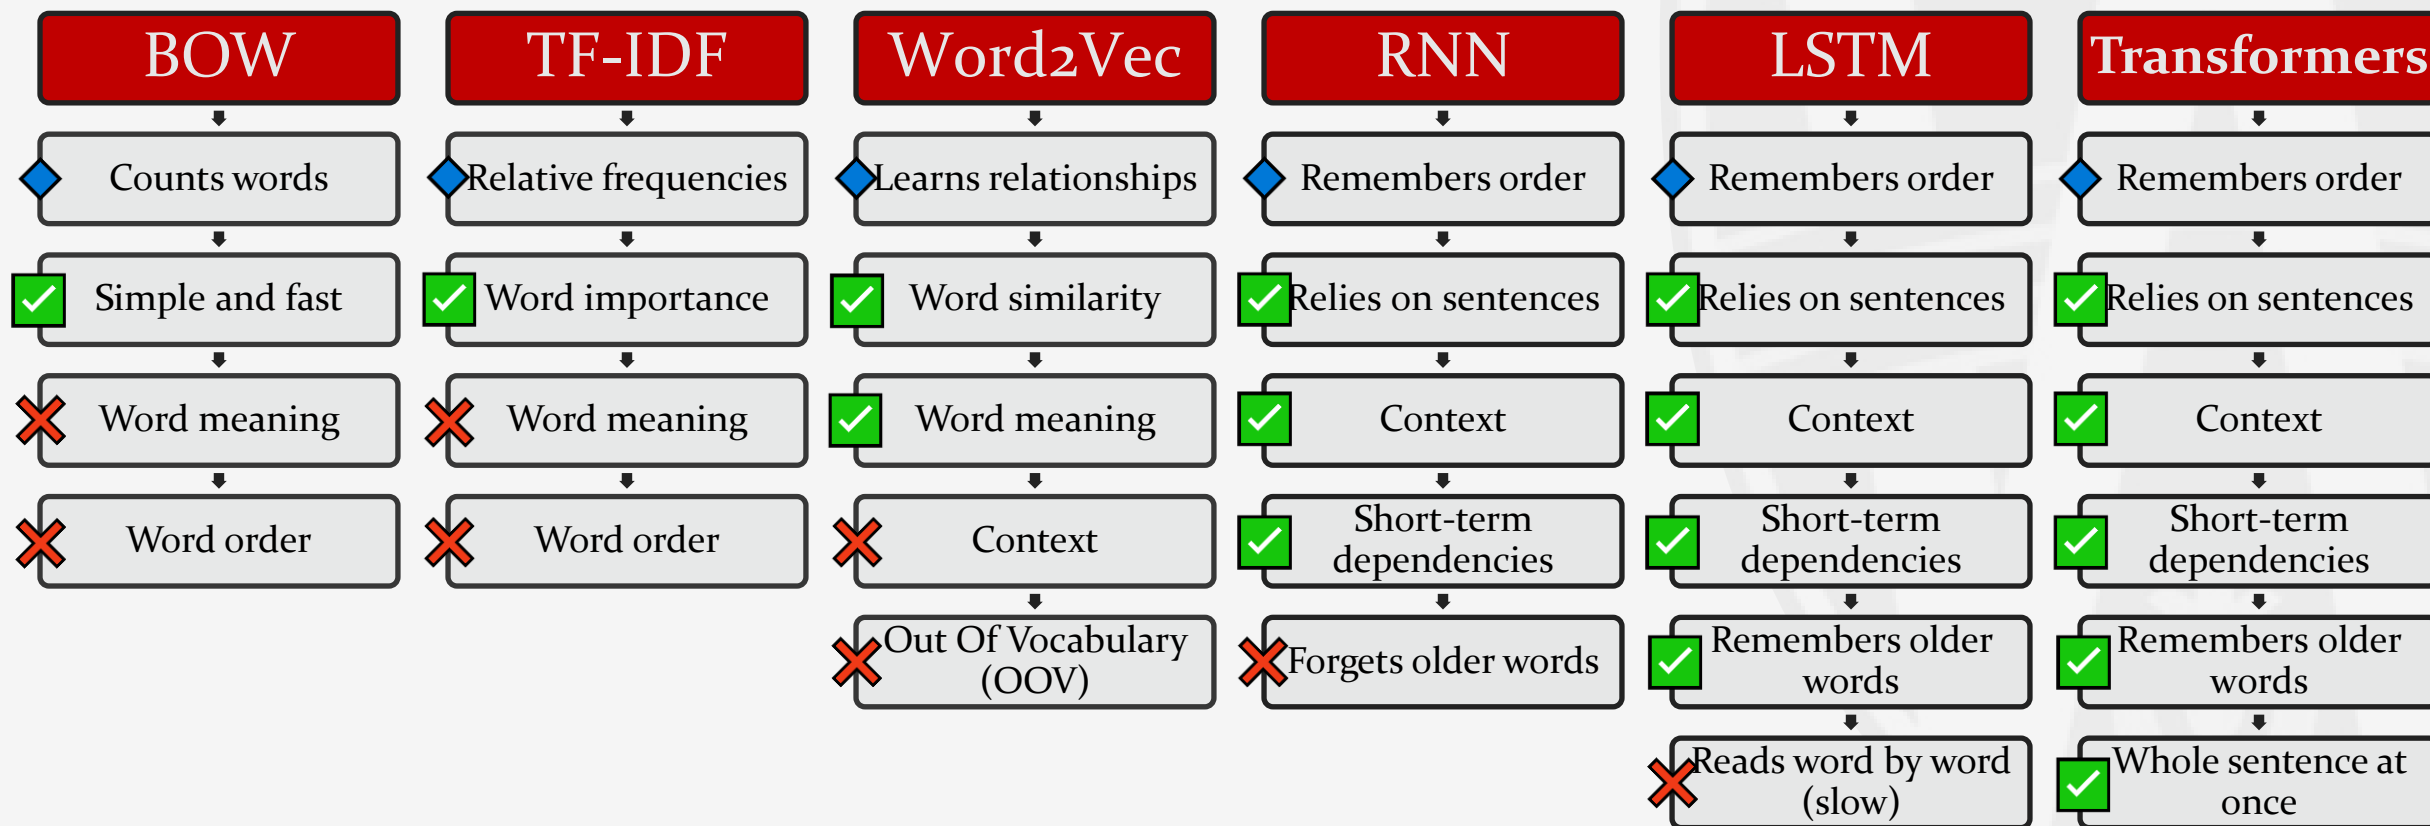 BOW
Counts words
Simple and fast
Word meaning
Word order
TF-IDF
Relative frequencies
Word importance
Word meaning
Word order
Word2Vec
Learns relationships
Word similarity
Word meaning
Context
Out Of Vocabulary
(OOV)
RNN
Remembers order
Relies on sentences
Context
Short-term
dependencies
Forgets older words
LSTM
Remembers order
Relies on sentences
Context
Short-term
dependencies
Remembers older
words
Reads word by word
(slow)
Transformers
Remembers order
Relies on sentences
Context
Short-term
dependencies
Remembers older
words
Whole sentence at
once